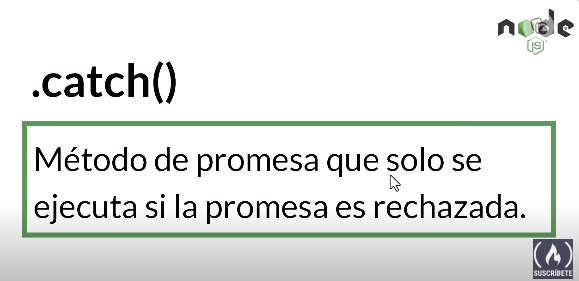 node
JS
.catch()
Método de promesa que solo se
ejecuta si la promesa es rechazada.
SUSCRÍBETE